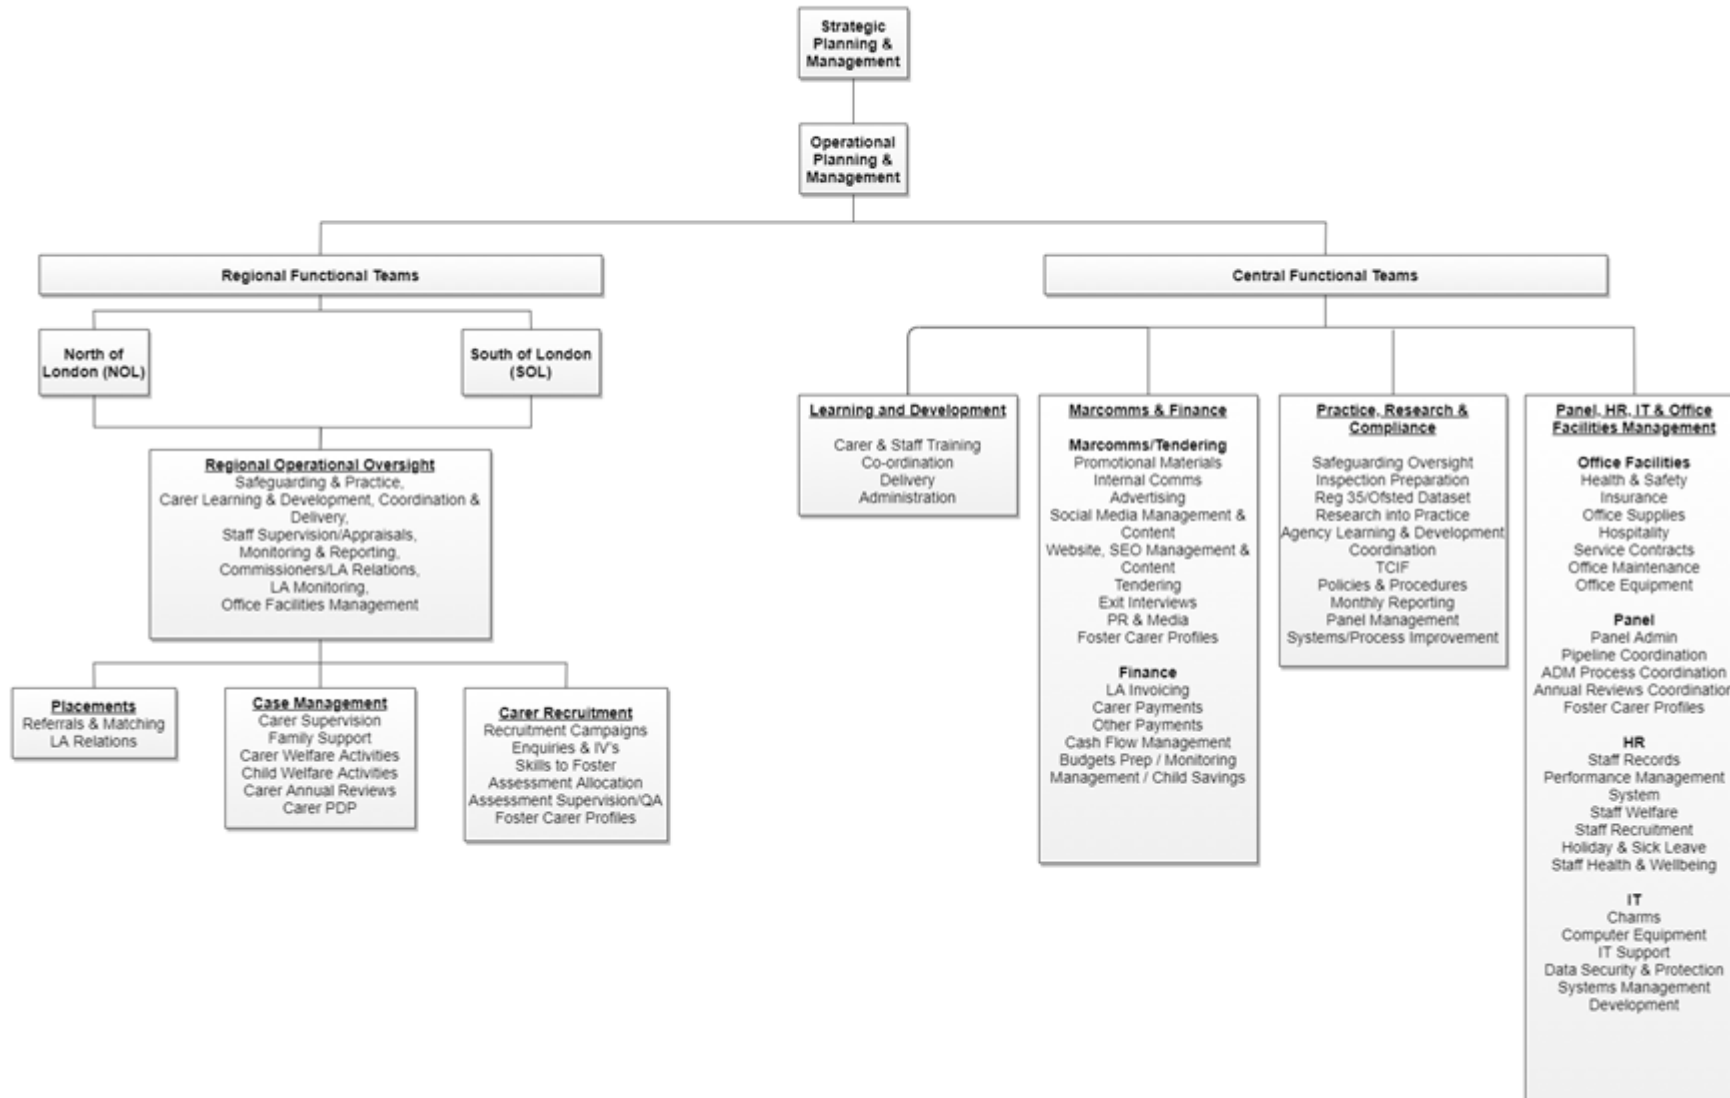 Strategic
Planning &
Management
Operational
Planning &
Management
Regional Functional Teams
Central Functional Teams
North of
London (NOL)
South of London
(SOL)
Regional Operational Oversight
Safeguarding & Practice,
Carer Learning & Development, Coordination &
Delivery,
Staff Supervision/Appraisals,
Monitoring & Reporting,
Commissioners/LA Relations,
LA Monitoring,
Office Facilities Management
Placements
Referrals & Matching
LA Relations
Case Management
Carer Supervision
Family Support
Carer Welfare Activities
Child Welfare Activities
Carer Annual Reviews
Carer PDP
Carer Recruitment
Recruitment Campaigns
Enquiries & IV's
Skills to Foster
Assessment Allocation
Assessment Supervision/QA
Foster Carer Profiles
Learning and Development
Carer & Staff Training
Co-ordination
Delivery
Administration
Marcomms & Finance
Marcomms/Tendering
Promotional Materials
Internal Comms
Advertising
Social Media Management &
Content
Website, SEO Management &
Content
Tendering
Exit Interviews
PR & Media
Foster Carer Profiles
Finance
LA Invoicing
Carer Payments
Other Payments
Cash Flow Management
Budgets Prep / Monitoring
Management / Child Savings
Practice, Research &
Compliance
Safeguarding Oversight
Inspection Preparation
Reg 35/Ofsted Dataset
Research into Practice
Agency Learning & Development
Coordination
TCIF
Policies & Procedures
Monthly Reporting
Panel Management
Systems/Process Improvement
Panel, HR, IT & Office
Facilities Management
Office Facilities
Health & Safety
Insurance
Office Supplies
Hospitality
Service Contracts
Office Maintenance
Office Equipment
Panel
Panel Admin
Pipeline Coordination
ADM Process Coordination
Annual Reviews Coordination
Foster Carer Profiles
HR
Staff Records
Performance Management
System
Staff Welfare
Staff Recruitment
Holiday & Sick Leave
Staff Health & Wellbeing
IT
Charms
Computer Equipment
IT Support
Data Security & Protection
Systems Management
Development